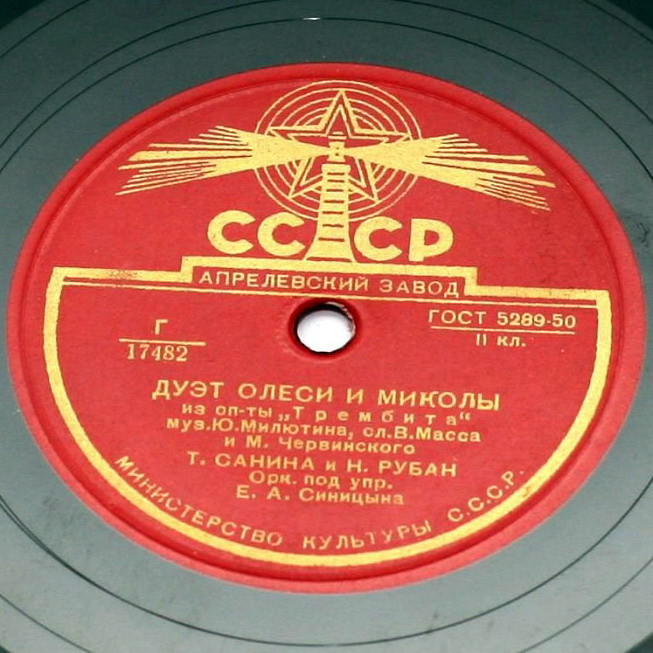 СССР
АПРЕЛЕВСКИЙ ЗАВОД
Г
17482
ГОСТ 5289-50
II кл.
ДУЭТ ОЛЕСИ И МИКОЛЫ
из оп-ты „Трембита“
муз.Ю.Милютина, сл.В.Масса
и М. Червинского
Т. САНИНА и Н. РУБАН
Орк. под упр.
Е. А. Синицына
МИНИСТЕРСТВО КУЛЬТУРЫ С.С.С.Р.